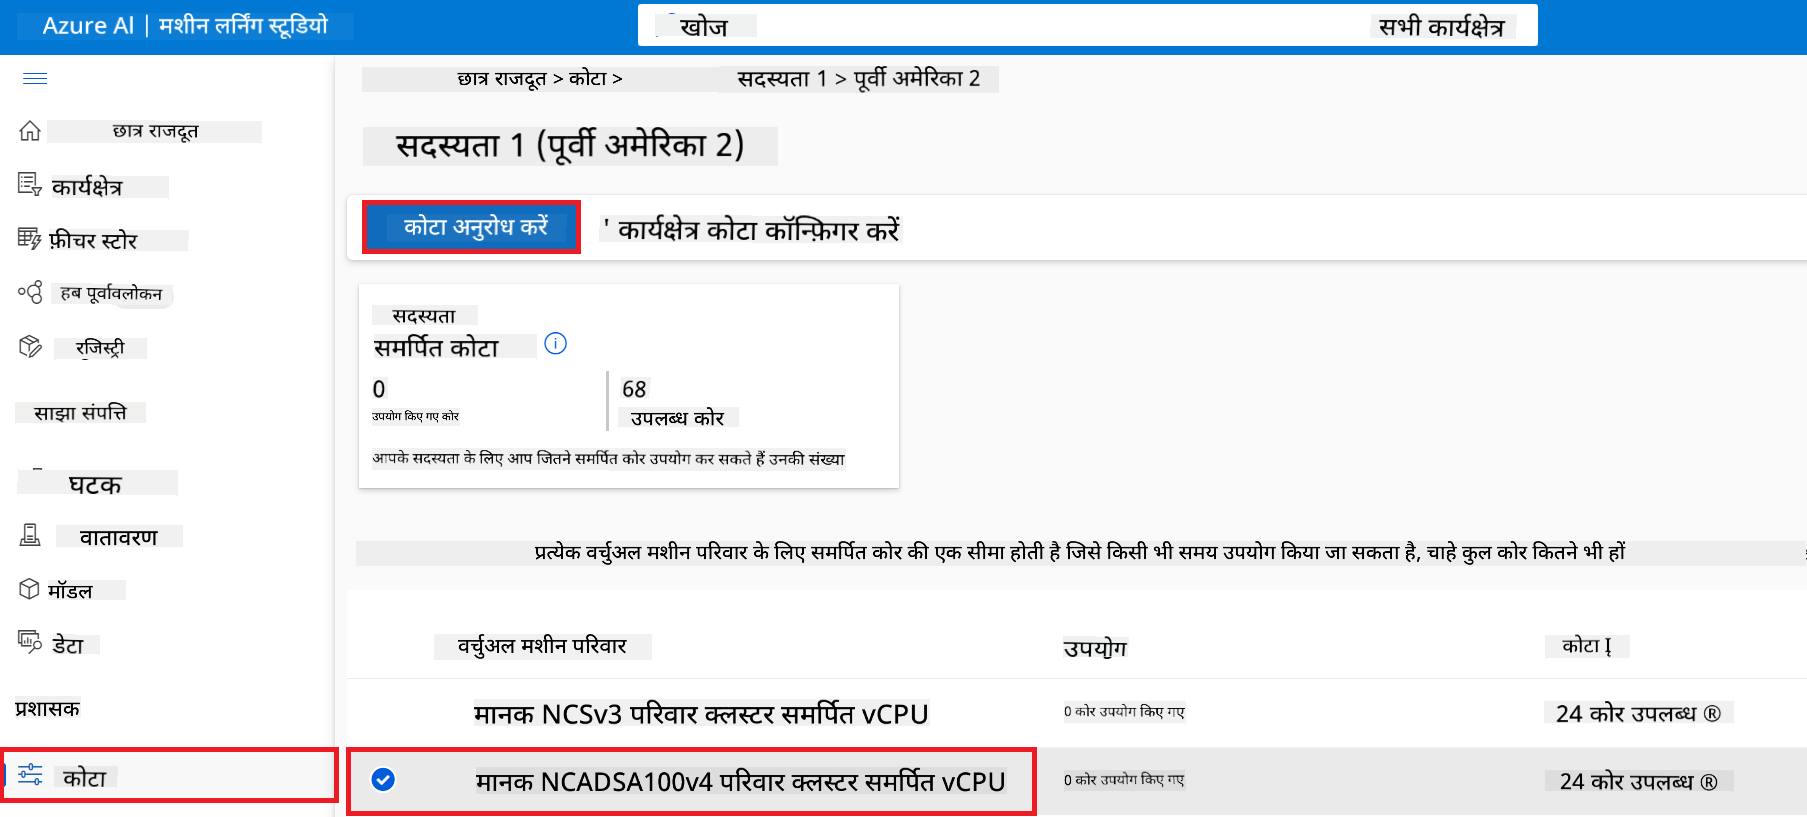 Azure AI | मशीन लर्निंग स्टूडियो
खोज
सभी कार्यक्षेत्र
छात्र राजदूत > कोटा > सदस्यता 1 > पूर्वी अमेरिका 2
छात्र राजदूत
कार्यक्षेत्र
फ़ीचर स्टोर
हब पूर्वावलोकन
रजिस्ट्री
साझा संपत्ति
घटक
वातावरण
मॉडल
डेटा
प्रशासक
कोटा
सदस्यता 1 (पूर्वी अमेरिका 2)
कोटा अनुरोध करें
' कार्यक्षेत्र कोटा कॉन्फ़िगर करें
सदस्यता
समर्पित कोटा
0
उपयोग किए गए कोर
68
उपलब्ध कोर
आपके सदस्यता के लिए आप जितने समर्पित कोर उपयोग कर सकते हैं उनकी संख्या
प्रत्येक वर्चुअल मशीन परिवार के लिए समर्पित कोर की एक सीमा होती है जिसे किसी भी समय उपयोग किया जा सकता है, चाहे कुल कोर कितने भी हों
वर्चुअल मशीन परिवार उपयोग कोटा
मानक NCSv3 परिवार क्लस्टर समर्पित vCPU 0 कोर उपयोग किए गए 24 कोर उपलब्ध ®
मानक NCADSA100v4 परिवार क्लस्टर समर्पित vCPU 0 कोर उपयोग किए गए 24 कोर उपलब्ध ®